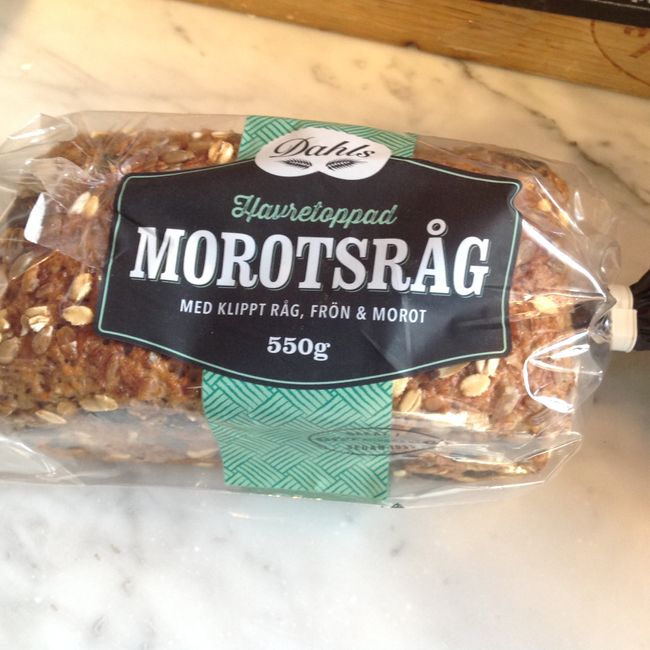 Dahls
Havretoppad
MOROTSRÅG
MED KLIPPT RÅG, FRÖN & MOROT
550g